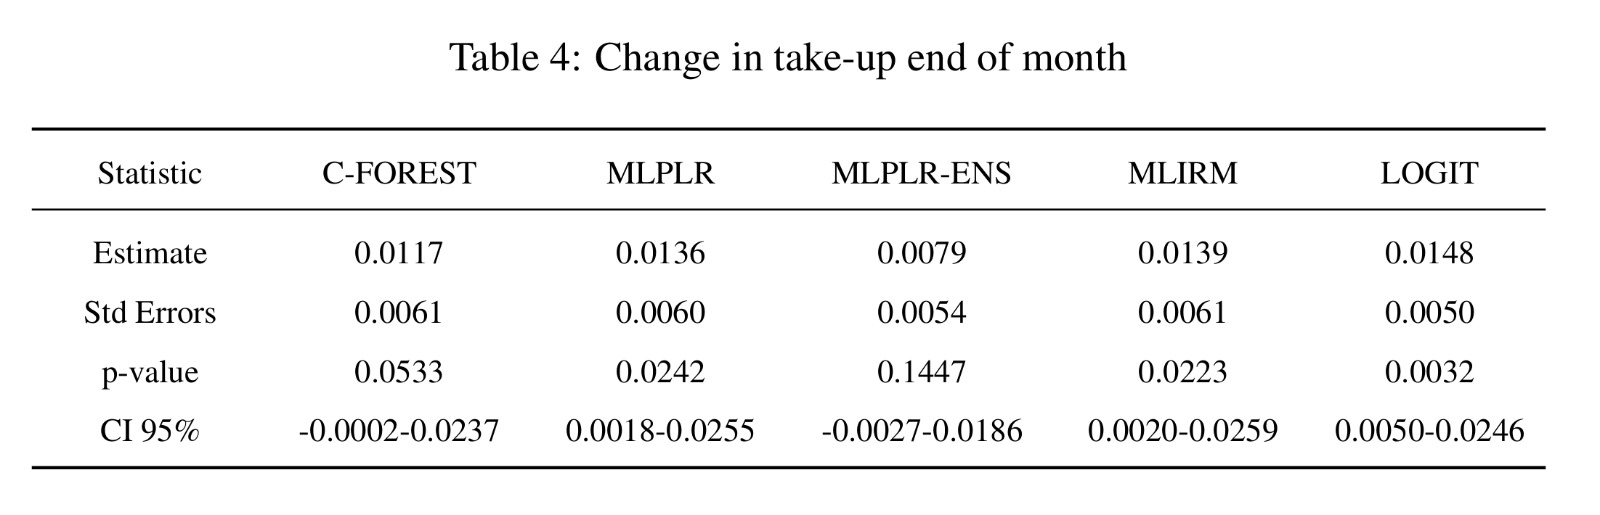 Table 4: Change in take-up end of month
Statistic C-FOREST MLPLR MLPLR-ENS MLIRM LOGIT
Estimate 0.0117 0.0136 0.0079 0.0139 0.0148
Std Errors 0.0061 0.0060 0.0054 0.0061 0.0050
p-value 0.0533 0.0242 0.1447 0.0223 0.0032
CI 95% -0.0002-0.0237 0.0018-0.0255 -0.0027-0.0186 0.0020-0.0259 0.0050-0.0246